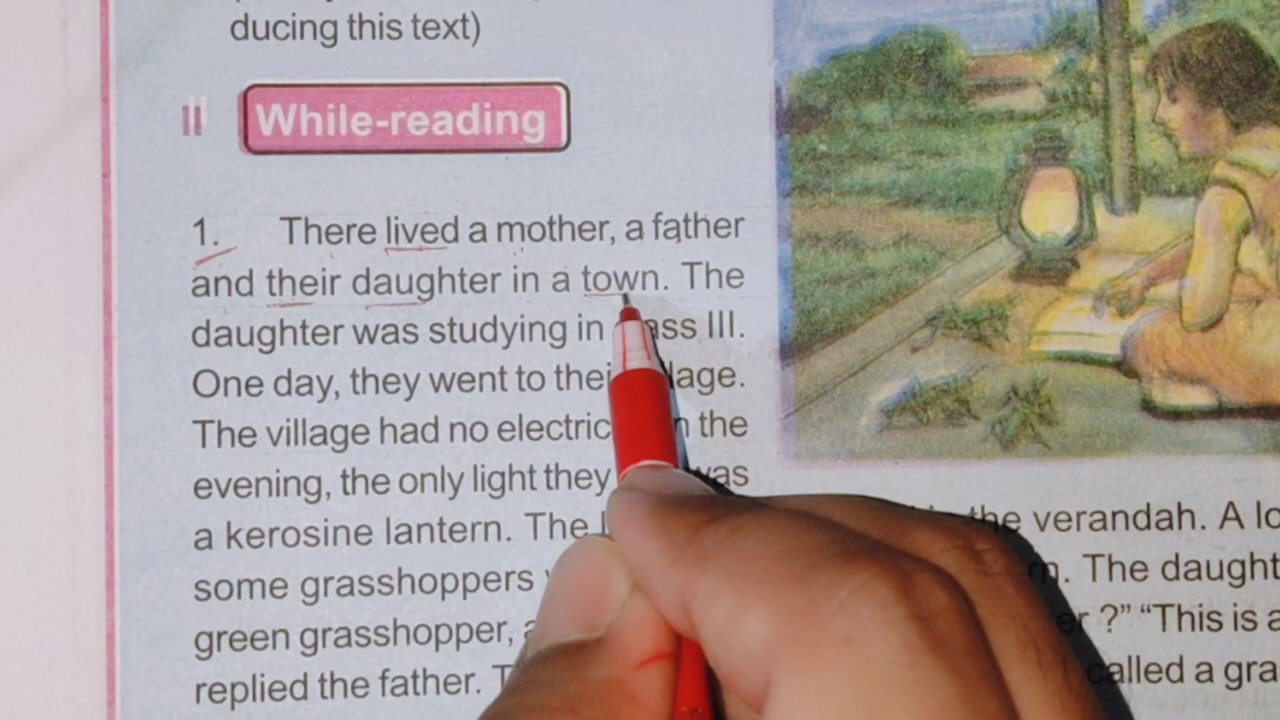 ducing this text)
II While-reading
1. There lived a mother, a father
and their daughter in a town. The
daughter was studying in ass III.
One day, they went to thei lage.
The village had no electric n the
evening, the only light they was
a kerosine lantern. The
some grasshoppers
green grasshopper,
replied the father.
the verandah. A lo
The daught
er ?” “This is a
called a gra